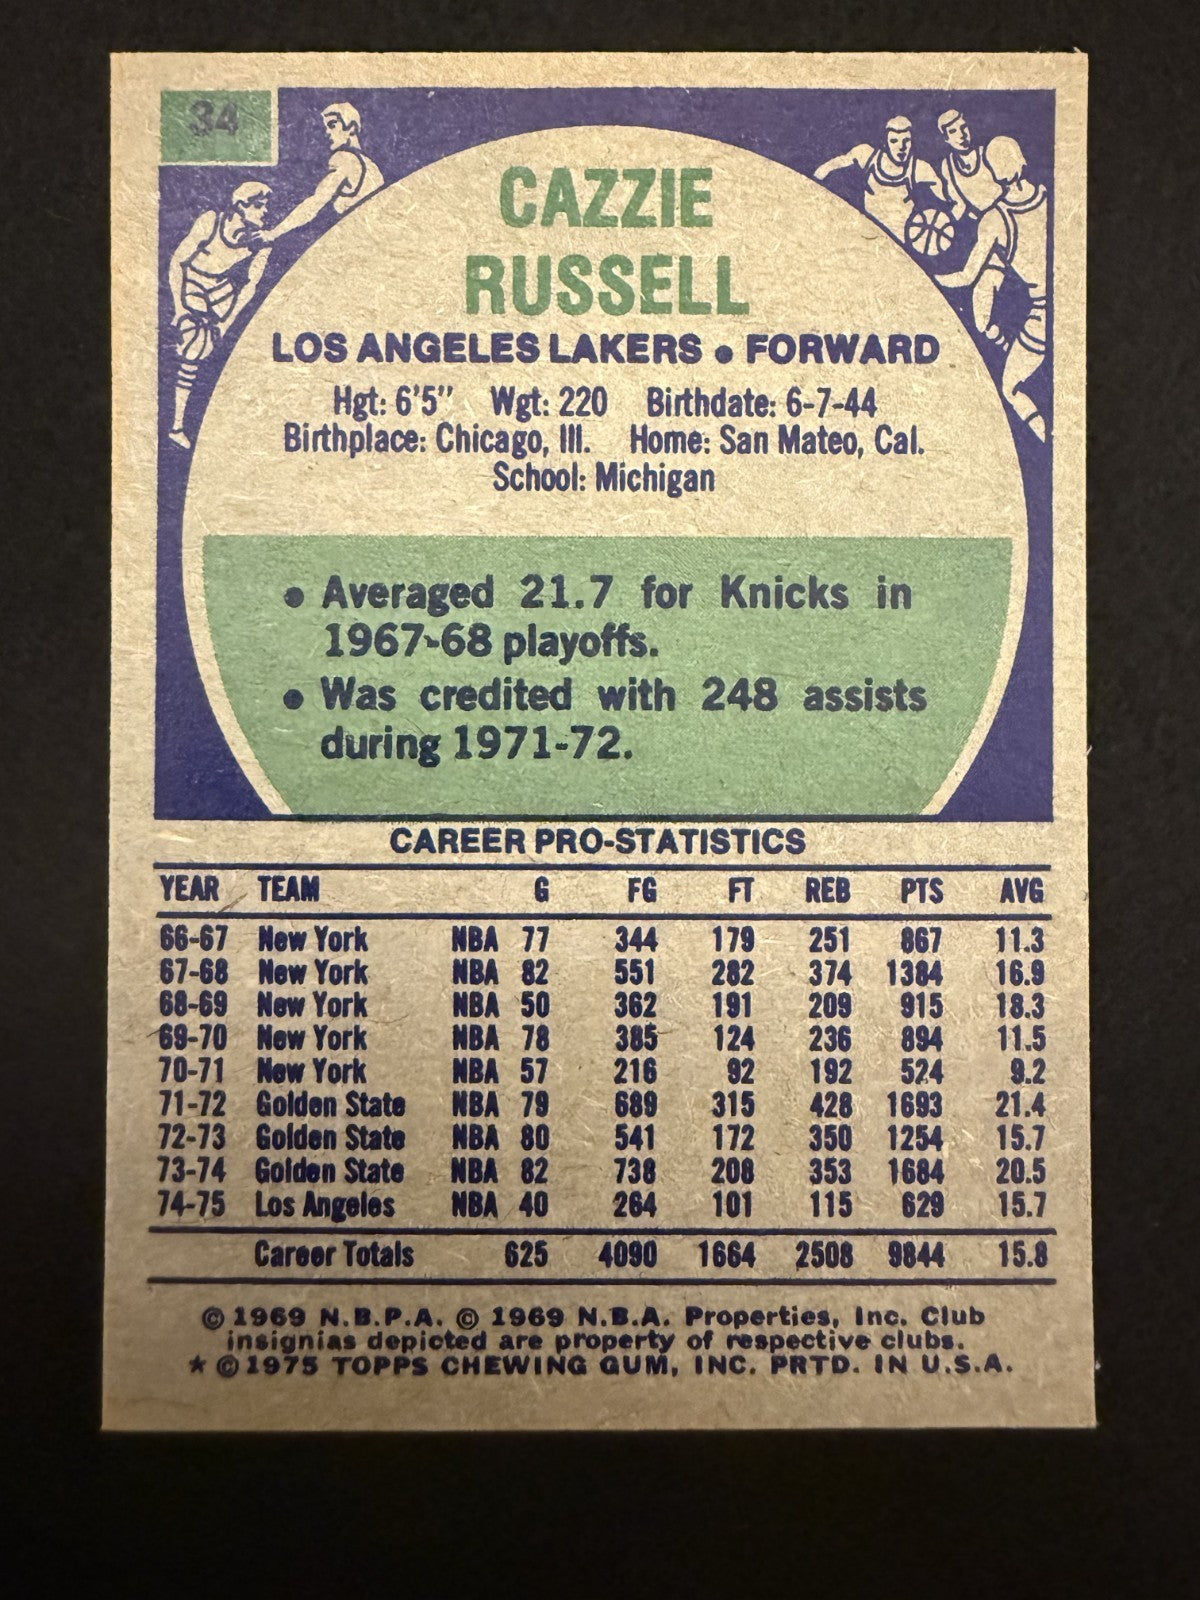 34
CAZZIE
RUSSELL
LOS ANGELES LAKERS • FORWARD
Hgt: 6'5" Wgt: 220 Birthdate: 6-7-44
Birthplace: Chicago, Ill. Home: San Mateo, Cal.
School: Michigan
• Averaged 21.7 for Knicks in
1967-68 playoffs.
• Was credited with 248 assists
during 1971-72.
CAREER PRO-STATISTICS
YEAR TEAM G FG FT REB PTS AVG
66-67 New York NBA 77 344 179 251 867 11.3
67-68 New York NBA 82 551 282 374 1384 16.9
68-69 New York NBA 50 362 191 209 915 18.3
69-70 New York NBA 78 385 124 236 894 11.5
70-71 New York NBA 57 216 92 192 524 9.2
71-72 Golden State NBA 79 689 315 428 1693 21.4
72-73 Golden State NBA 80 541 172 350 1254 15.7
73-74 Golden State NBA 82 738 208 353 1684 20.5
74-75 Los Angeles NBA 40 264 101 115 629 15.7
Career Totals 625 4090 1664 2508 9844 15.8
© 1969 N.B.P.A. © 1969 N.B.A. Properties, Inc. Club
insignias depicted are property of respective clubs.
★ © 1975 TOPPS CHEWING GUM, INC. PRTD. IN U.S.A.